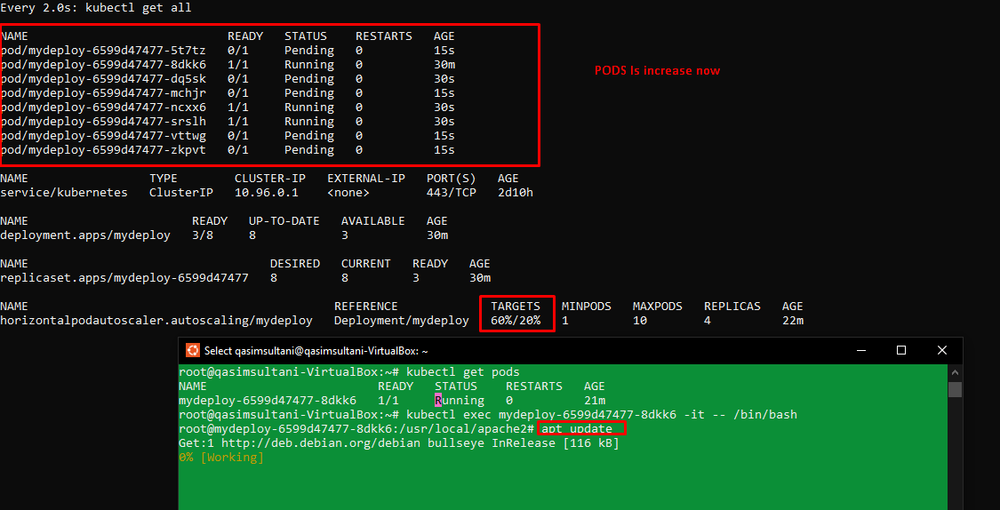 Every 2.0s: kubectl get all
NAME READY STATUS RESTARTS AGE
pod/mydeploy-6599d47477-5t7tz 0/1 Pending 0 15s
pod/mydeploy-6599d47477-8dkk6 1/1 Running 0 30m
pod/mydeploy-6599d47477-dq5sk 0/1 Pending 0 30s
pod/mydeploy-6599d47477-mchjr 0/1 Pending 0 15s
pod/mydeploy-6599d47477-ncxx6 1/1 Running 0 30s
pod/mydeploy-6599d47477-srslh 1/1 Running 0 30s
pod/mydeploy-6599d47477-vttwg 0/1 Pending 0 15s
pod/mydeploy-6599d47477-zkpvt 0/1 Pending 0 15s
PODS Is increase now
NAME TYPE CLUSTER-IP EXTERNAL-IP PORT(S) AGE
service/kubernetes ClusterIP 10.96.0.1 <none> 443/TCP 2d10h
NAME READY UP-TO-DATE AVAILABLE AGE
deployment.apps/mydeploy 3/8 8 3 30m
NAME DESIRED CURRENT READY AGE
replicaset.apps/mydeploy-6599d47477 8 8 3 30m
NAME REFERENCE TARGETS MINPODS MAXPODS REPLICAS AGE
horizontalpodautoscaler.autoscaling/mydeploy Deployment/mydeploy 60%/20% 1 10 4 22m
Select qasimsultani@qasimsultani-VirtualBox: ~
root@qasimsultani-VirtualBox:~# kubectl get pods
NAME READY STATUS RESTARTS AGE
mydeploy-6599d47477-8dkk6 1/1 Running 0 21m
root@qasimsultani-VirtualBox:~# kubectl exec mydeploy-6599d47477-8dkk6 -it -- /bin/bash
root@mydeploy-6599d47477-8dkk6:/usr/local/apache2# apt update
Get:1 http://deb.debian.org/debian bullseye InRelease [116 kB]
0% [Working]